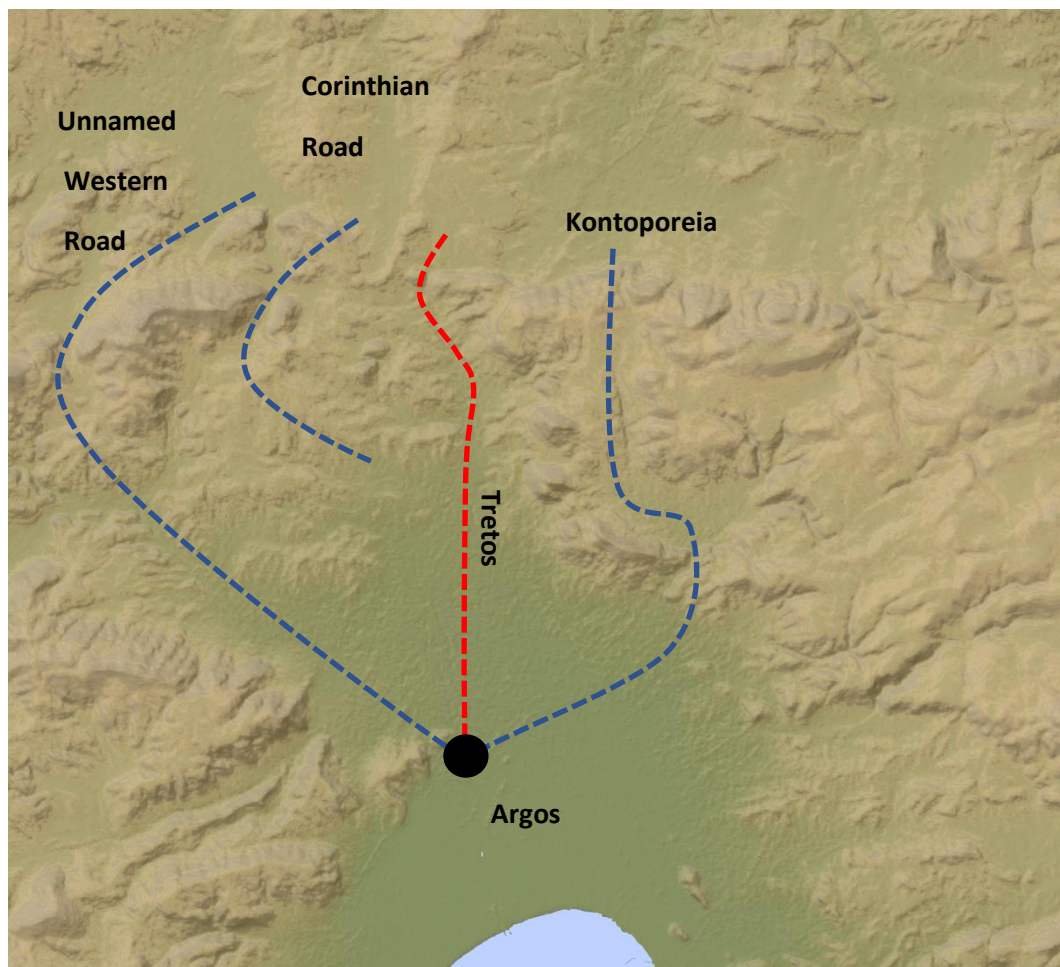 Corinthian
Road
Unnamed
Western
Road
Kontoporeia
Tretos
Argos